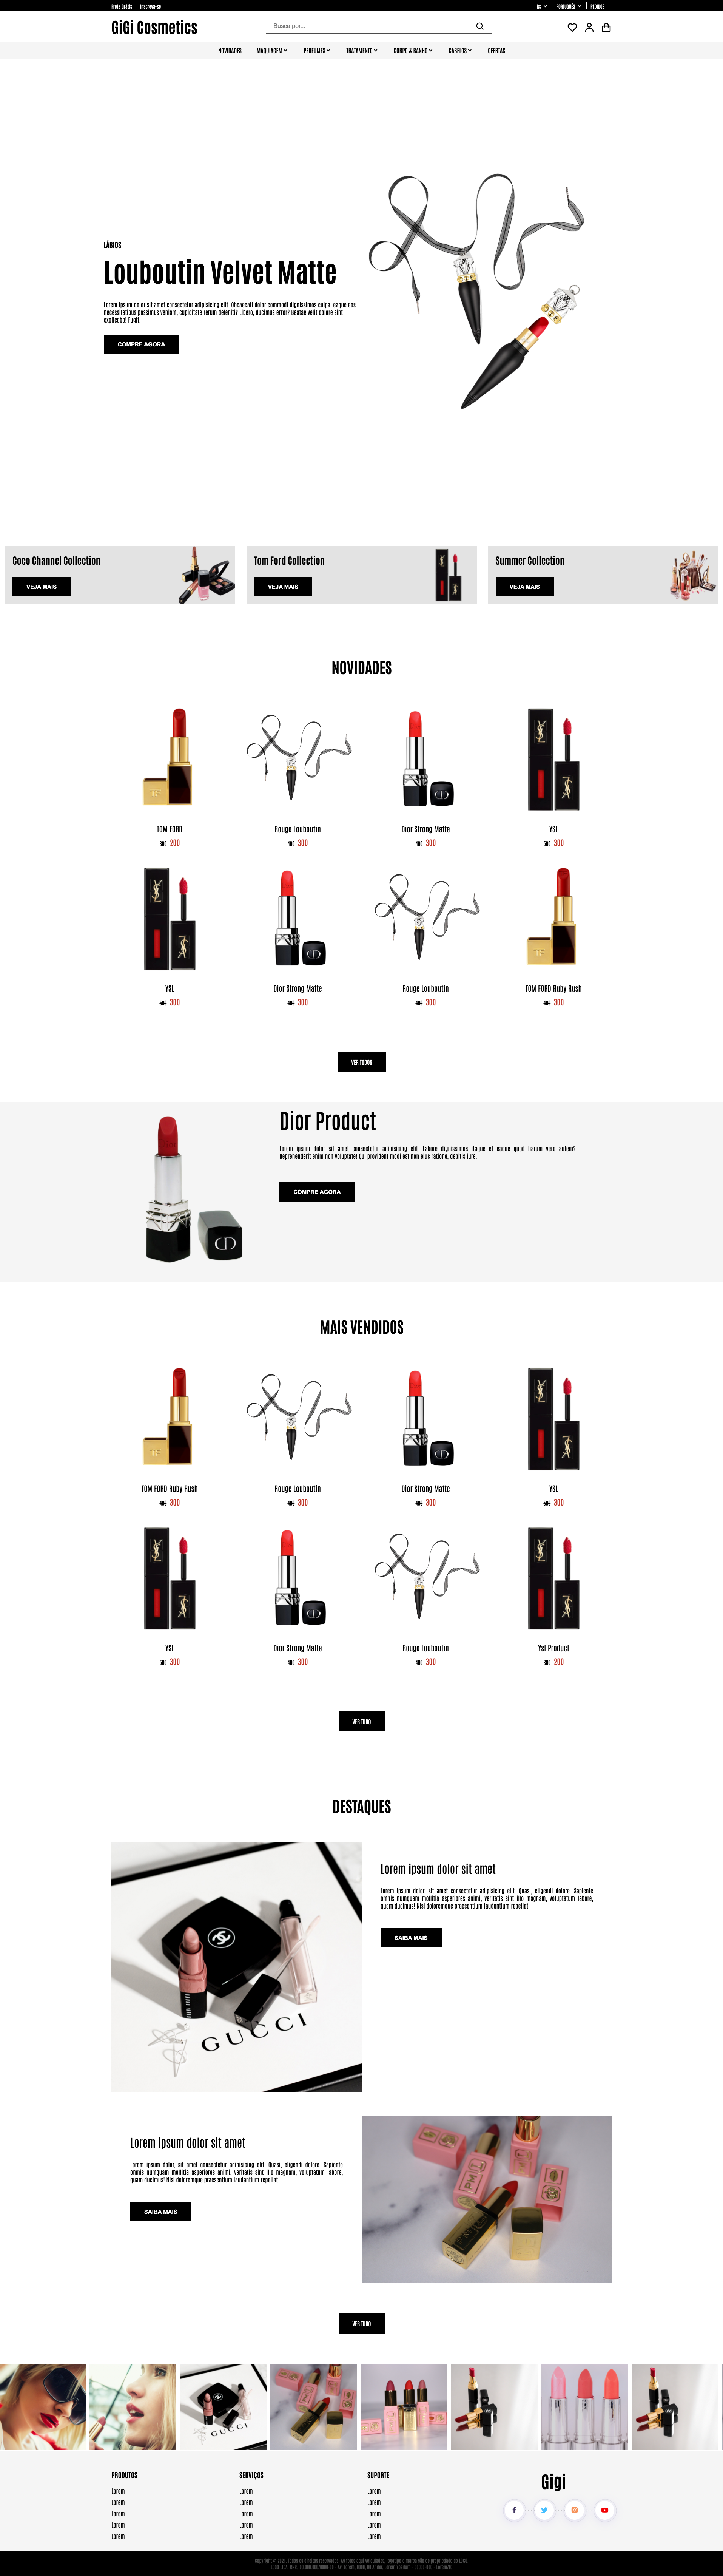 Frete Grátis
Inscreva-se
R$
PORTUGUÊS
PEDIDOS
GiGi Cosmetics
Busca por...
NOVIDADES
MAQUIAGEM
PERFUMES
TRATAMENTO
CORPO & BANHO
CABELOS
OFERTAS
LÁBIOS
Louboutin Velvet Matte
Lorem ipsum dolor sit amet consectetur adipisicing elit. Obcaecati dolor commodi dignissimos culpa, eaque eos
necessitatibus possimus veniam, cupiditate rerum deleniti? Libero, ducimus error? Beatae velit dolore sint
explicabo! Fugit.
COMPRE AGORA
Coco Channel Collection
VEJA MAIS
Tom Ford Collection
VEJA MAIS
Summer Collection
VEJA MAIS
NOVIDADES
TOM FORD
300 200
Rouge Louboutin
400 300
Dior Strong Matte
400 300
YSL
500 300
YSL
500 300
Dior Strong Matte
400 300
Rouge Louboutin
400 300
TOM FORD Ruby Rush
400 300
VER TODOS
Dior Product
Lorem ipsum dolor sit amet consectetur adipisicing elit. Labore dignissimos itaque et eaque quod harum vero autem?
Reprehenderit enim non voluptate! Qui provident modi est non eius ratione, debitis iure.
COMPRE AGORA
MAIS VENDIDOS
TOM FORD Ruby Rush
400 300
Rouge Louboutin
400 300
Dior Strong Matte
400 300
YSL
500 300
YSL
500 300
Dior Strong Matte
400 300
Rouge Louboutin
400 300
Ysl Product
300 200
VER TUDO
DESTAQUES
GUCCI
Lorem ipsum dolor sit amet
Lorem ipsum dolor, sit amet consectetur adipisicing elit. Quasi, eligendi dolore. Sapiente
omnis numquam mollitia asperiores animi, veritatis sint illo magnam, voluptatum labore,
quam ducimus! Nisi doloremque praesentium laudantium repellat.
SAIBA MAIS
Lorem ipsum dolor sit amet
Lorem ipsum dolor, sit amet consectetur adipisicing elit. Quasi, eligendi dolore. Sapiente
omnis numquam mollitia asperiores animi, veritatis sint illo magnam, voluptatum labore,
quam ducimus! Nisi doloremque praesentium laudantium repellat.
SAIBA MAIS
VER TUDO
PRODUTOS
Lorem
Lorem
Lorem
Lorem
Lorem
SERVIÇOS
Lorem
Lorem
Lorem
Lorem
Lorem
SUPORTE
Lorem
Lorem
Lorem
Lorem
Lorem
Gigi